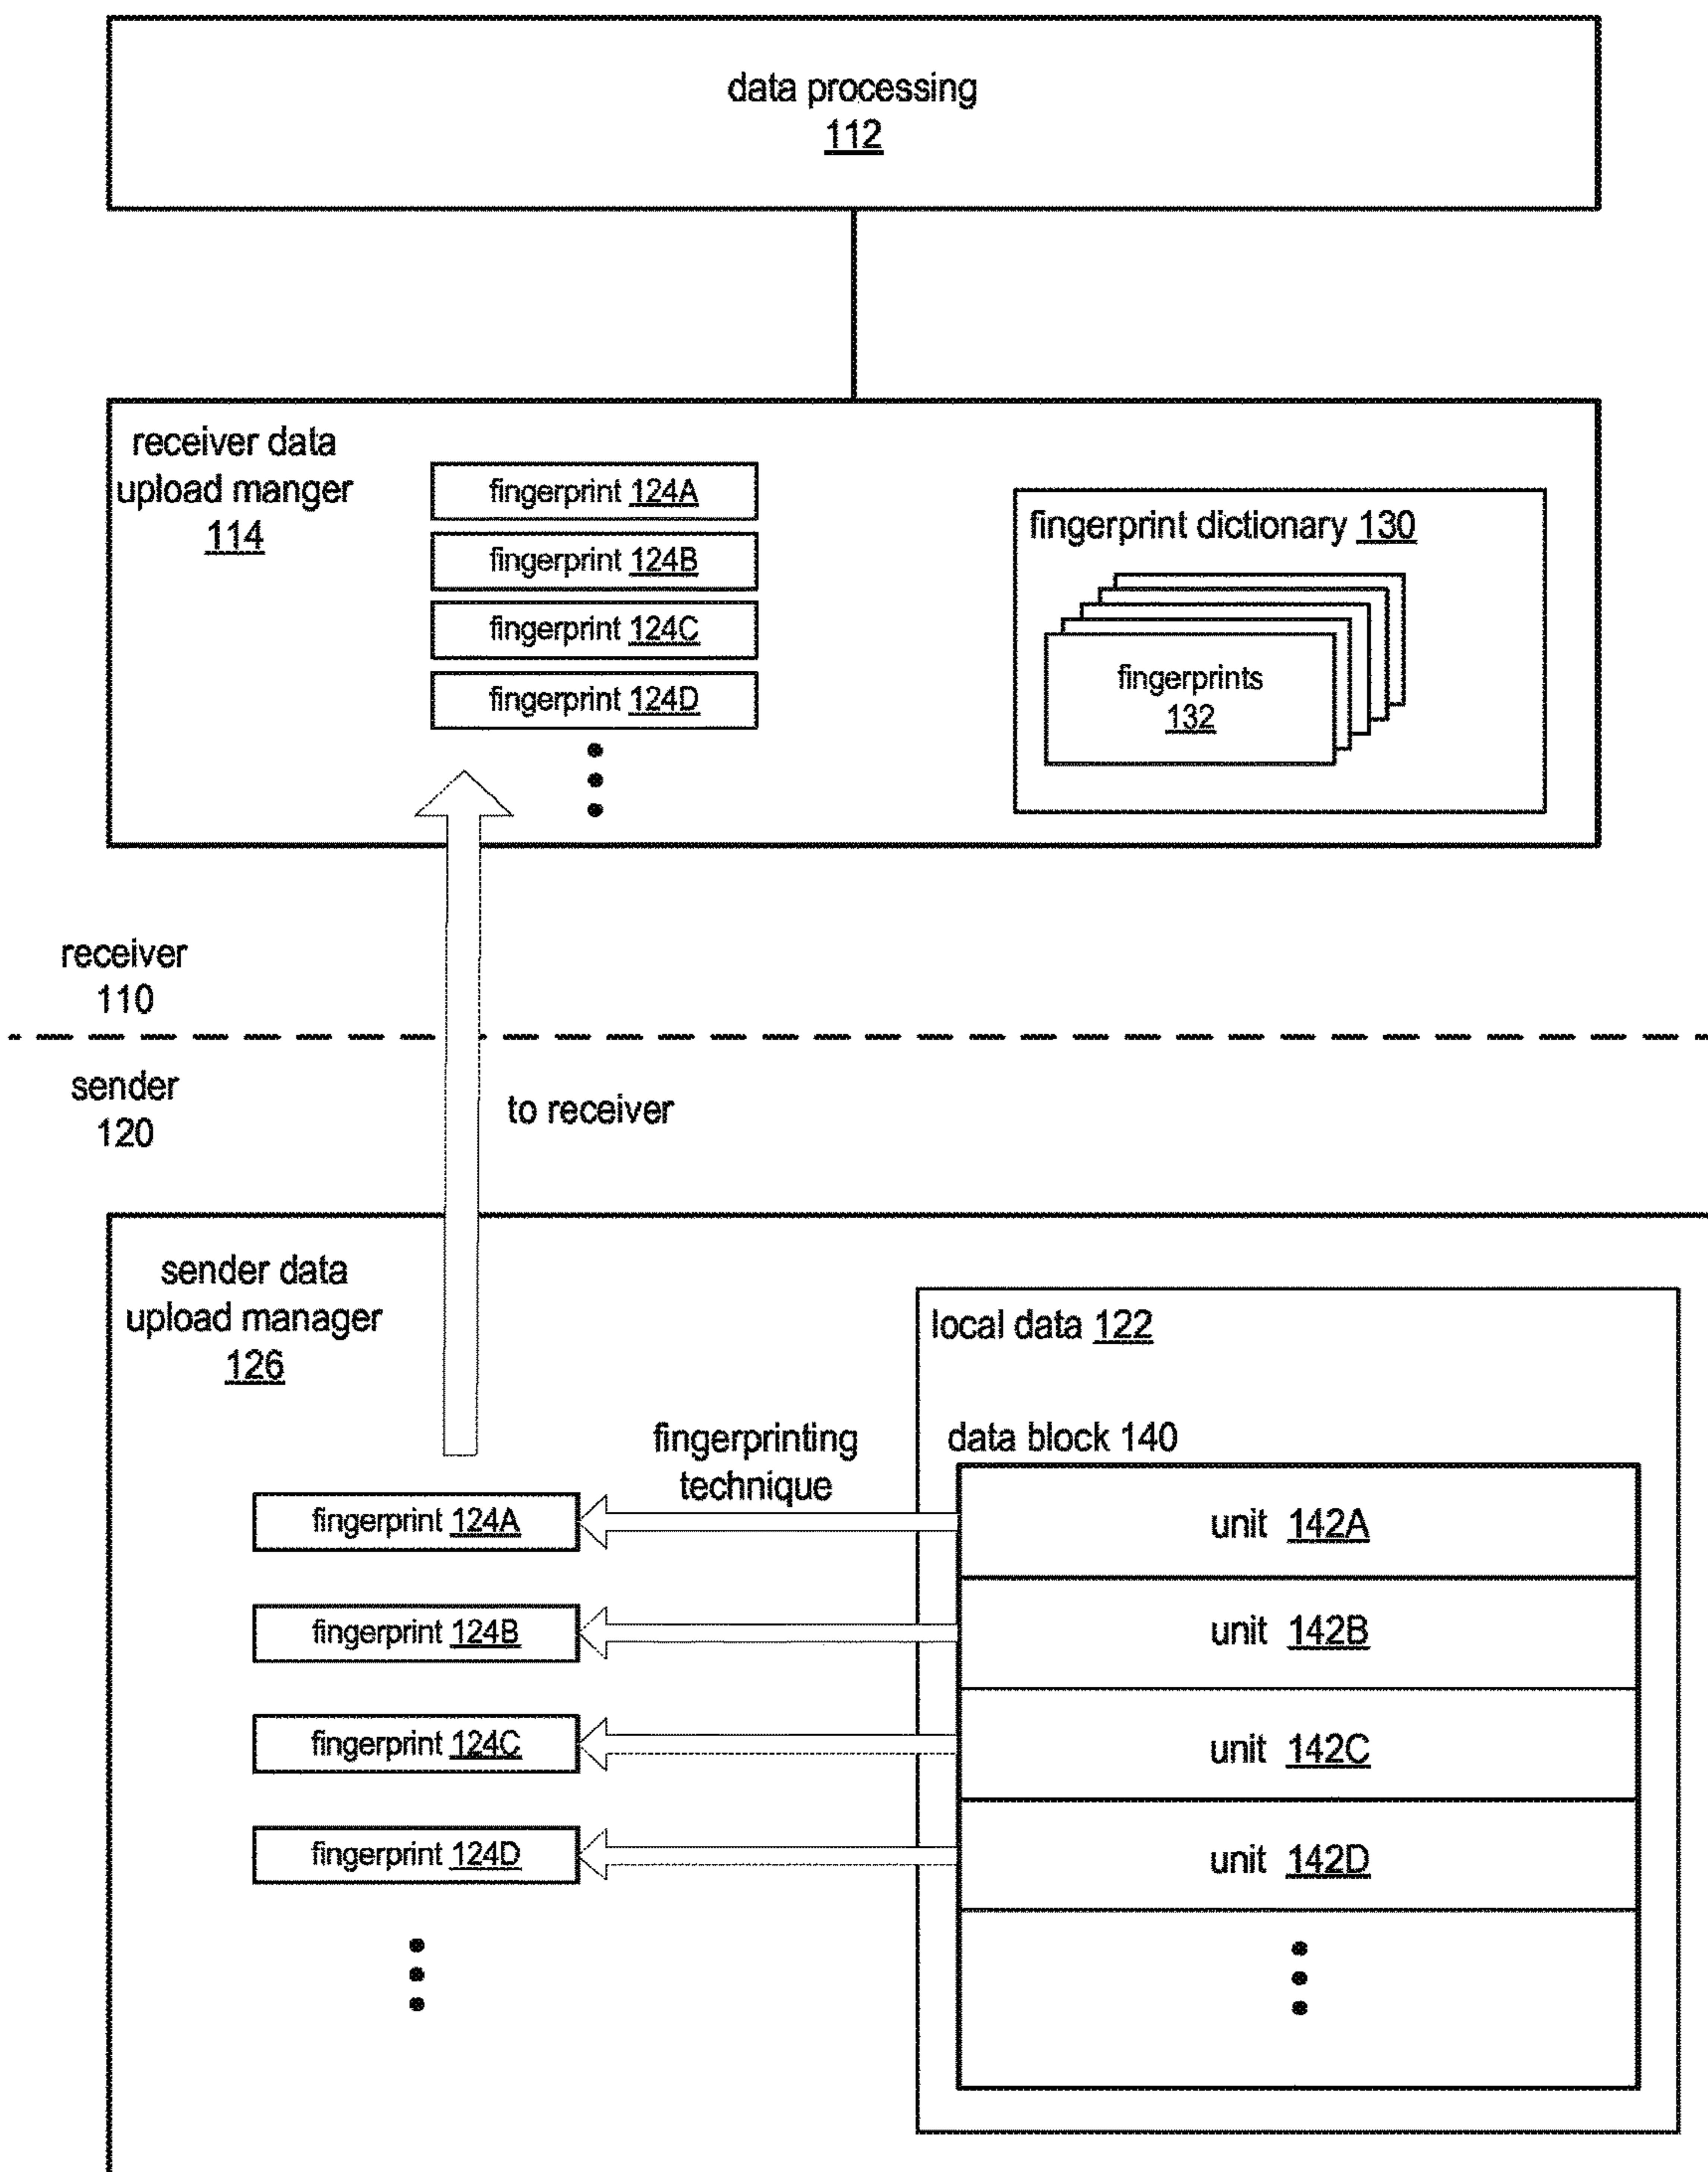 data processing
112
receiver data
upload manger
114
fingerprint 124A
fingerprint 124B
fingerprint 124C
fingerprint 124D
fingerprint dictionary 130
fingerprints
132
receiver
110
sender
120
to receiver
sender data
upload manager
126
local data 122
fingerprinting
technique
data block 140
fingerprint 124A
unit 142A
fingerprint 124B
unit 142B
fingerprint 124C
unit 142C
fingerprint 124D
unit 142D